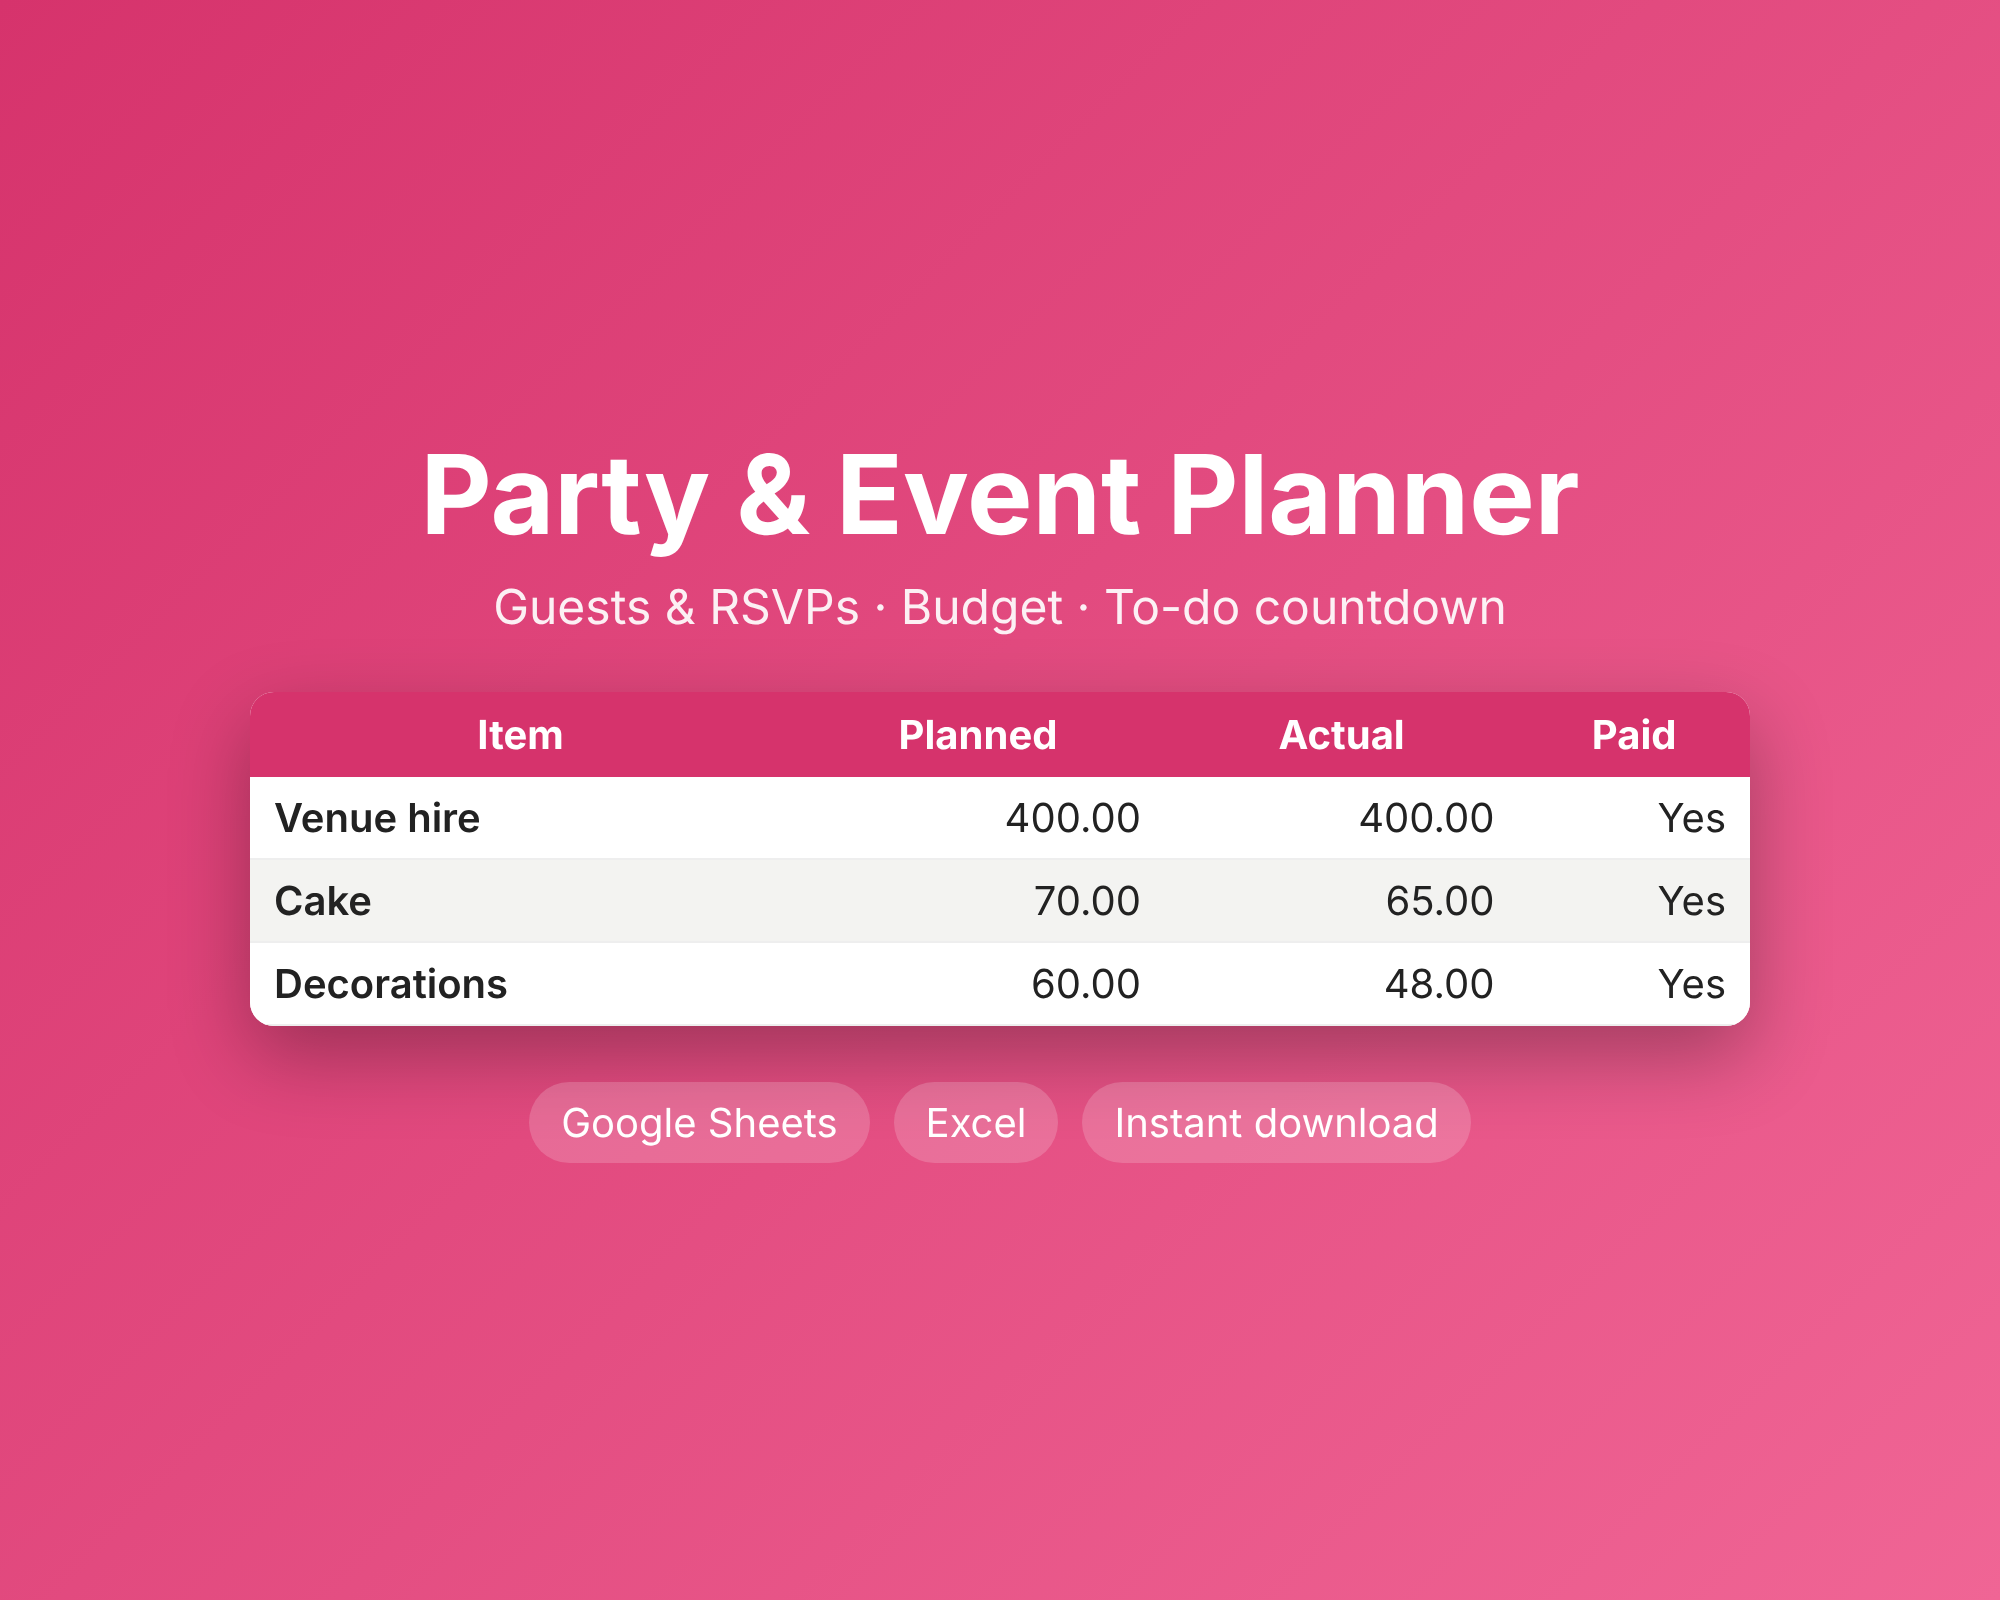 Party & Event Planner
Guests & RSVPs · Budget · To-do countdown
Item Planned Actual Paid
Venue hire 400.00 400.00 Yes
Cake 70.00 65.00 Yes
Decorations 60.00 48.00 Yes
Google Sheets Excel Instant download